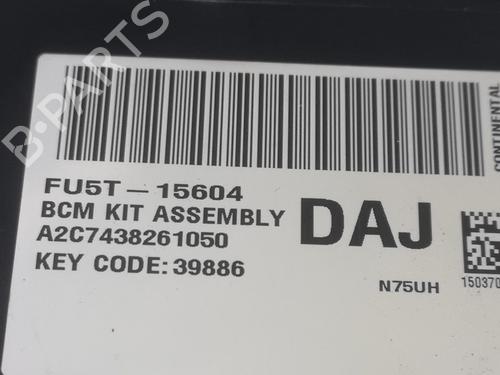 CONTINENTAL
FU5T-15604
BCM KIT ASSEMBLY
DAJ
A2C7438261050
KEY CODE:39886
N75UH
150370
B-PARTS